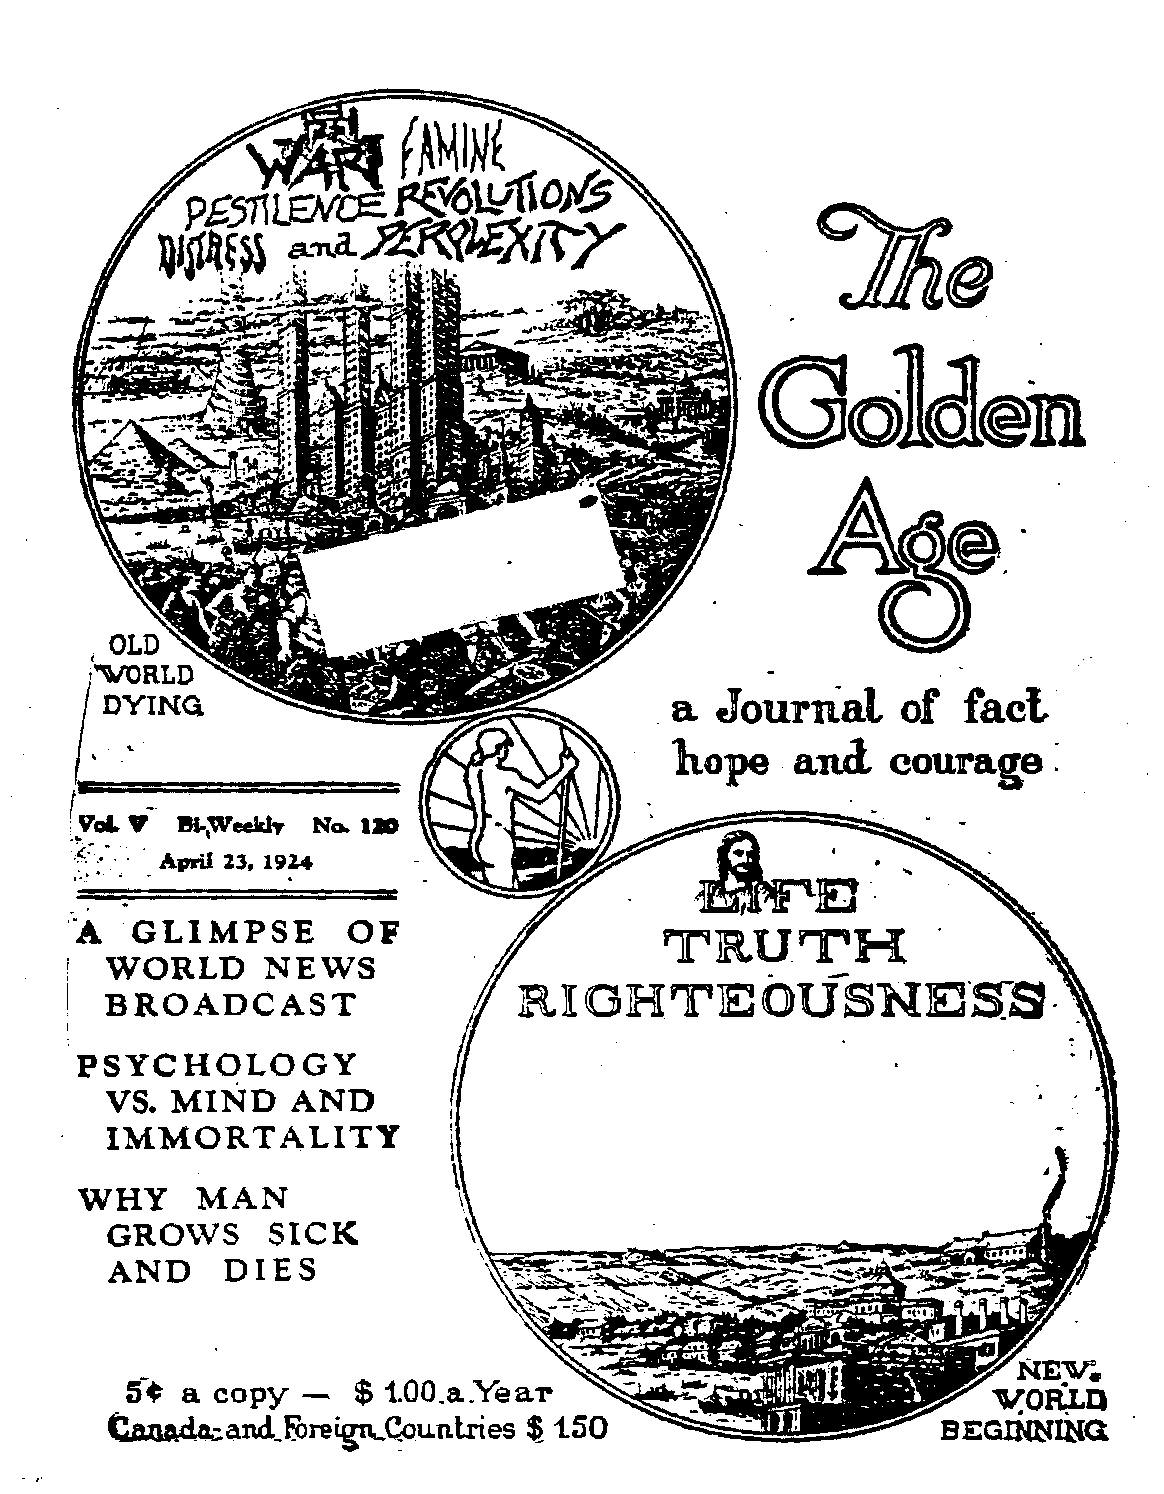 WAR FAMINE
PESTILENCE REVOLUTIONS
DISTRESS and PERPLEXITY
The
Golden
Age
OLD
WORLD
DYING
a Journal of fact
hope and courage
Vol. V Bi-Weekly No. 120
April 23, 1924
A GLIMPSE OF
WORLD NEWS
BROADCAST
PSYCHOLOGY
VS. MIND AND
IMMORTALITY
WHY MAN
GROWS SICK
AND DIES
LIFE
TRUTH
RIGHTEOUSNESS
5¢ a copy — $1.00 a Year
Canada and Foreign Countries $1.50
NEW
WORLD
BEGINNING